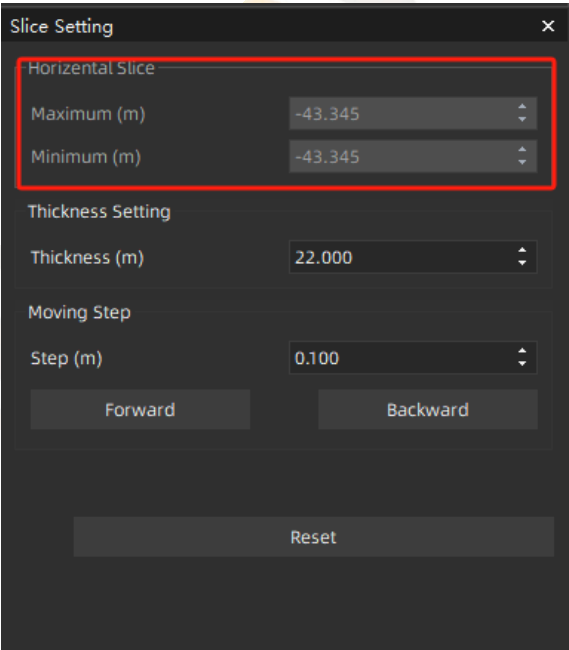 Slice Setting
Horizental Slice
Maximum (m) -43.345
Minimum (m) -43.345
Thickness Setting
Thickness (m) 22.000
Moving Step
Step (m) 0.100
Forward Backward
Reset